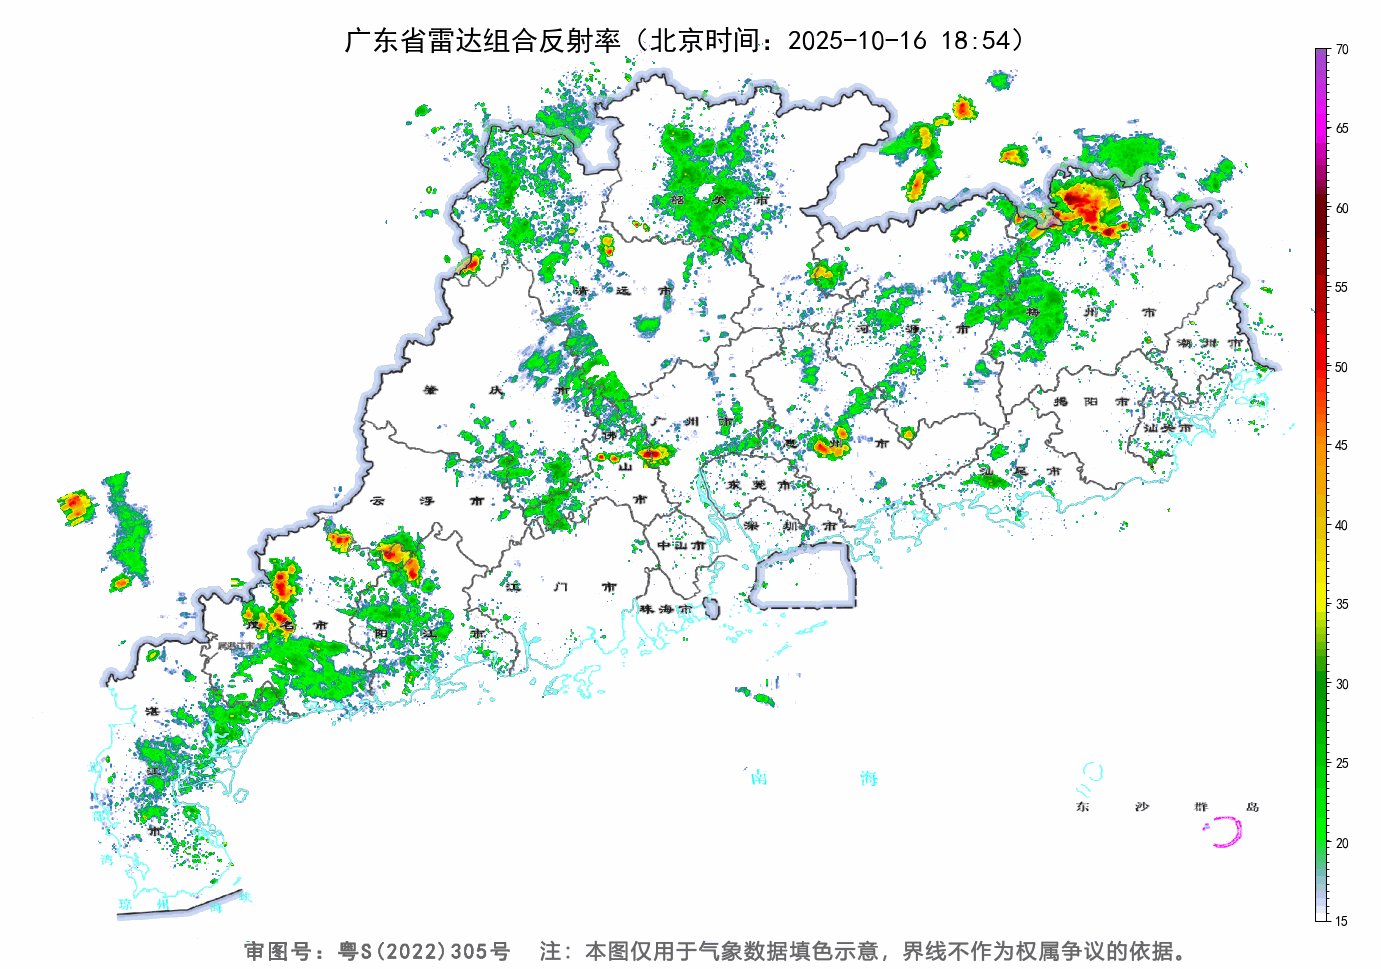 广东省雷达组合反射率（北京时间：2025-10-16 18:54）
70
65
60
55
50
45
40
35
30
25
20
15
韶关市
清远市
河源市
梅州市
潮州市
肇庆市
广州市
揭阳市
汕头市
惠州市
佛山市
东莞市
汕尾市
云浮市
深圳市
中山市
江门市
珠海市
茂名市
阳江市
属湛江市
湛江市
南海
东沙群岛
湾
琼州海峡
审图号：粤S(2022)305号 注：本图仅用于气象数据填色示意，界线不作为权属争议的依据。